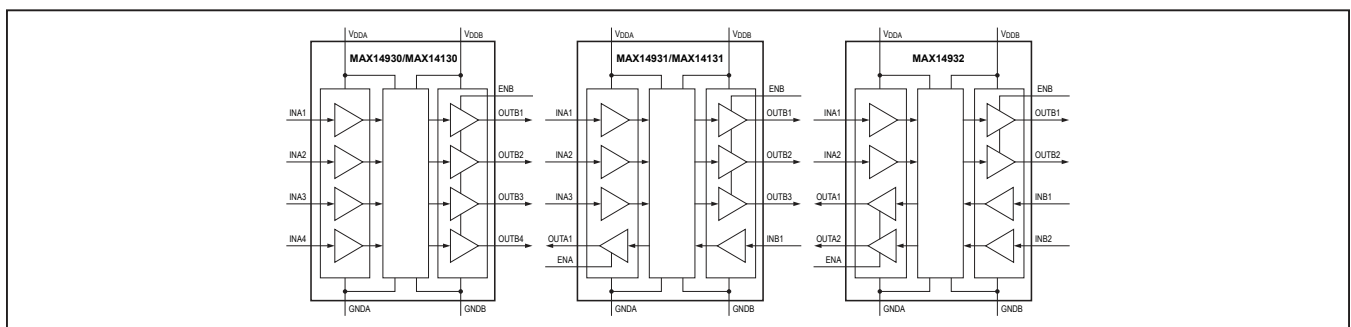 VDDA
VDDB
MAX14930/MAX14130
ENB
INA1
OUTB1
INA2
OUTB2
INA3
OUTB3
INA4
OUTB4
GNDA
GNDB
VDDA
VDDB
MAX14931/MAX14131
ENB
INA1
OUTB1
INA2
OUTB2
INA3
OUTB3
OUTA1
INB1
ENA
GNDA
GNDB
VDDA
VDDB
MAX14932
ENB
INA1
OUTB1
INA2
OUTB2
OUTA1
INB1
OUTA2
INB2
ENA
GNDA
GNDB